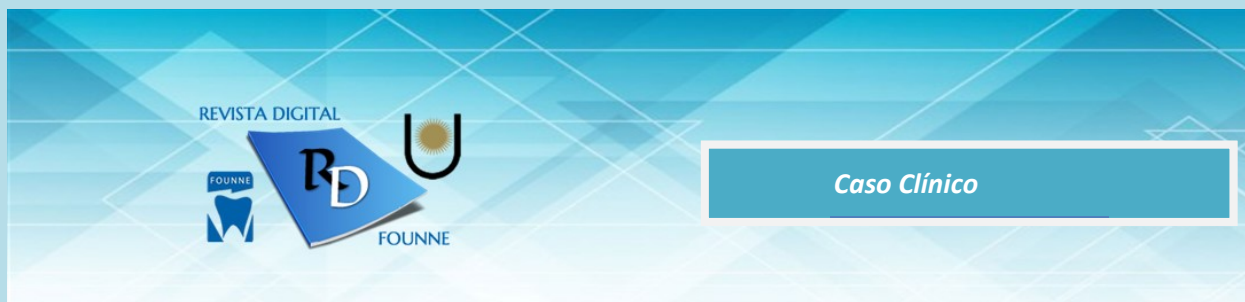 REVISTA DIGITAL
FOUNNE
RD
FOUNNE
Caso Clínico